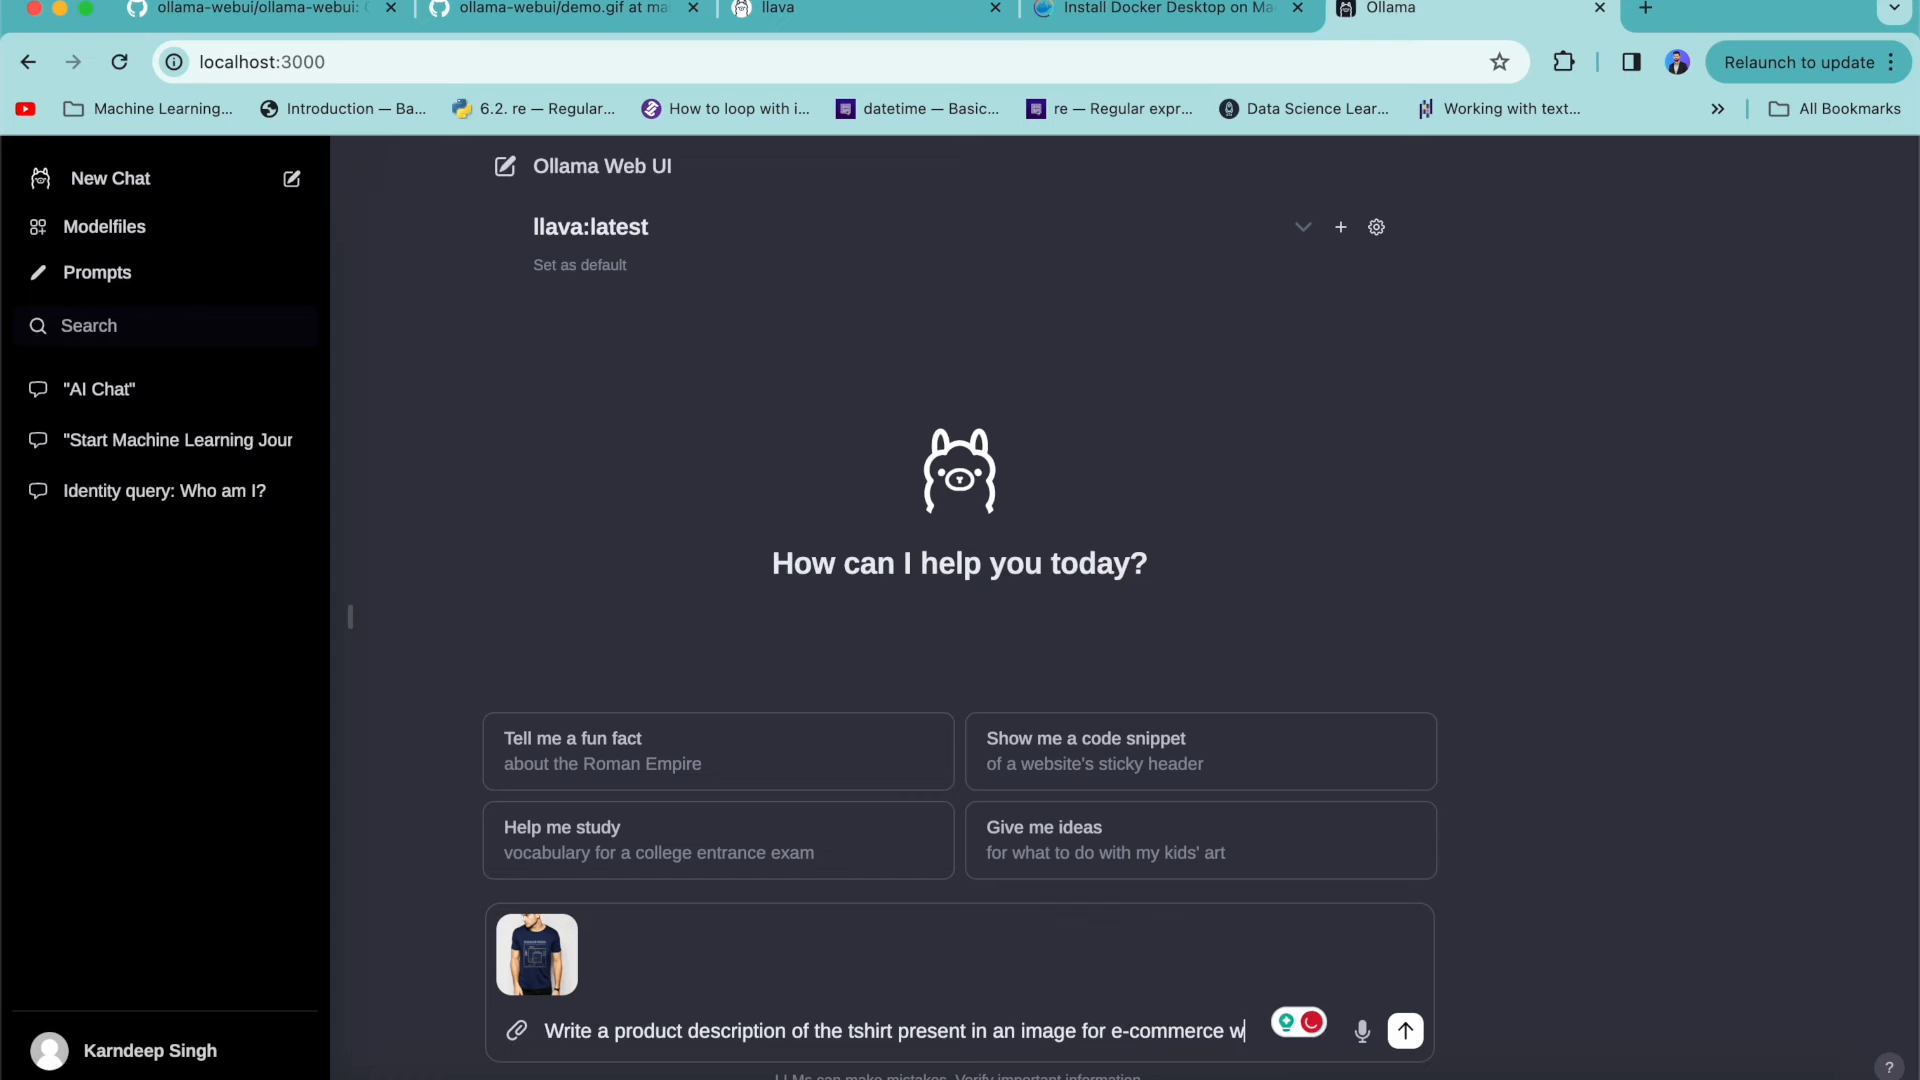 ollama-webui/ollama-webui:
ollama-webui/demo.gif at mai
llava
Install Docker Desktop on Ma
Ollama
localhost:3000
Relaunch to update
Machine Learning...
Introduction — Ba...
6.2. re — Regular...
How to loop with i...
datetime — Basic...
re — Regular expr...
Data Science Lear...
Working with text...
All Bookmarks
New Chat
Modelfiles
Prompts
Search
"AI Chat"
"Start Machine Learning Jour
Identity query: Who am I?
Karndeep Singh
Ollama Web UI
llava:latest
Set as default
How can I help you today?
Tell me a fun fact
about the Roman Empire
Show me a code snippet
of a website's sticky header
Help me study
vocabulary for a college entrance exam
Give me ideas
for what to do with my kids' art
Write a product description of the tshirt present in an image for e-commerce w
LLMs can make mistakes. Verify important information.
?